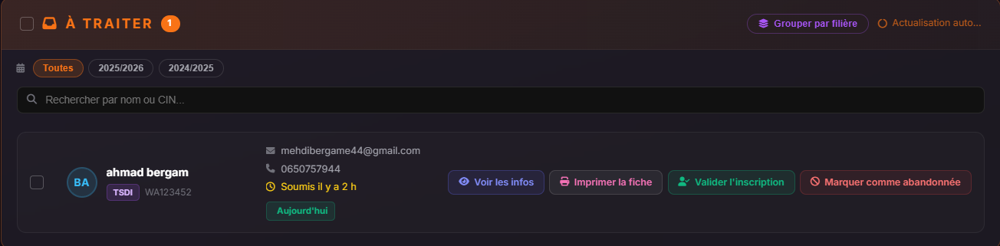 À TRAITER 1
Grouper par filière
Actualisation auto...
Toutes 2025/2026 2024/2025
Rechercher par nom ou CIN...
BA
ahmad bergam
TSDI WA123452
mehdibergame44@gmail.com
0650757944
Soumis il y a 2 h
Aujourd'hui
Voir les infos
Imprimer la fiche
Valider l'inscription
Marquer comme abandonnée